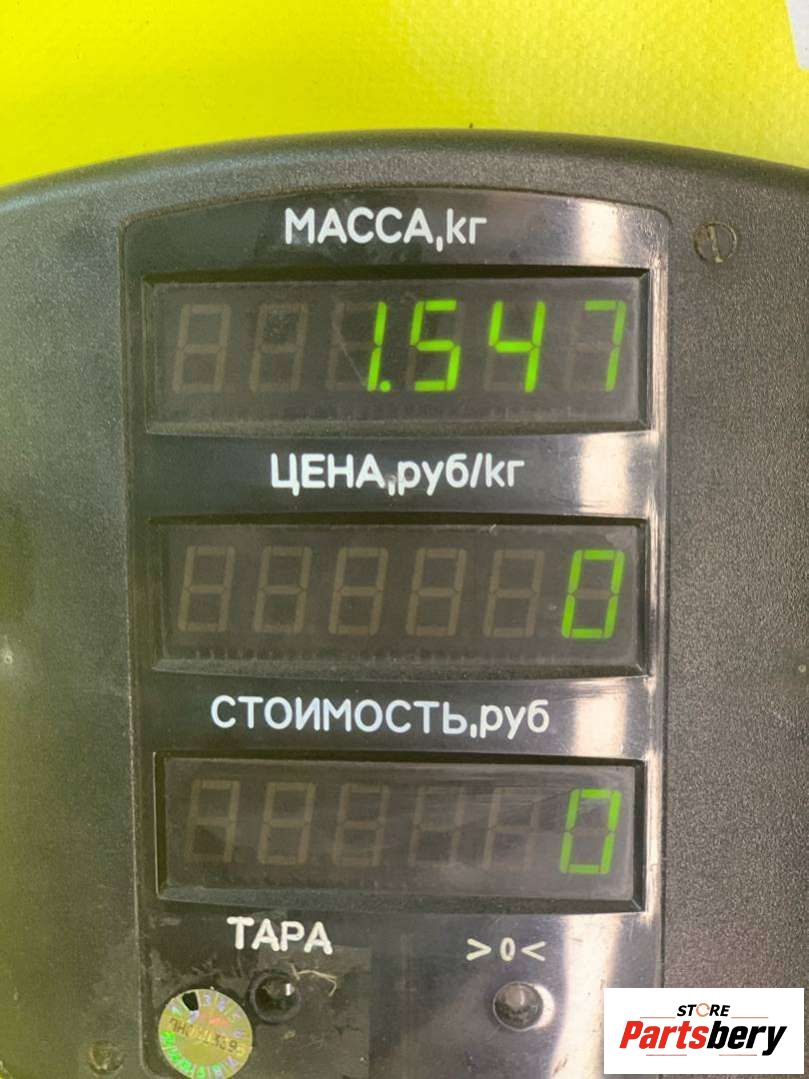 МАССА,кг
1.547
ЦЕНА,руб/кг
0
СТОИМОСТЬ,руб
0
ТАРА
>0<
STORE
Partsbery